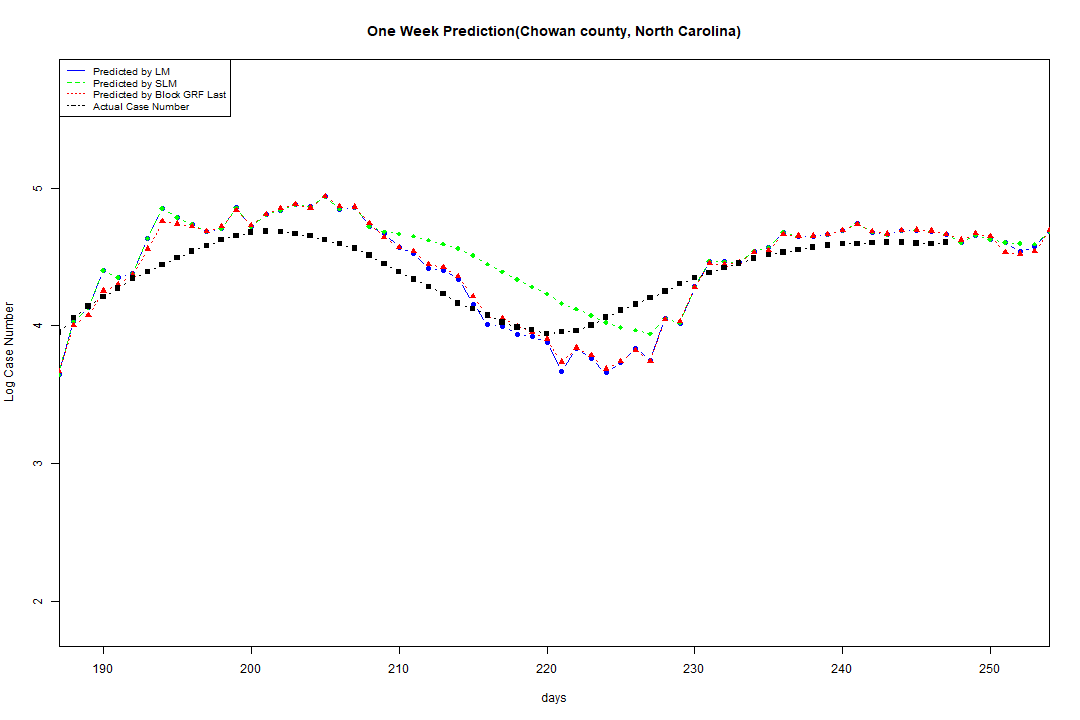 One Week Prediction(Chowan county, North Carolina)
Predicted by LM
Predicted by SLM
Predicted by Block GRF Last
Actual Case Number
5
4
3
2
Log Case Number
190 200 210 220 230 240 250
days